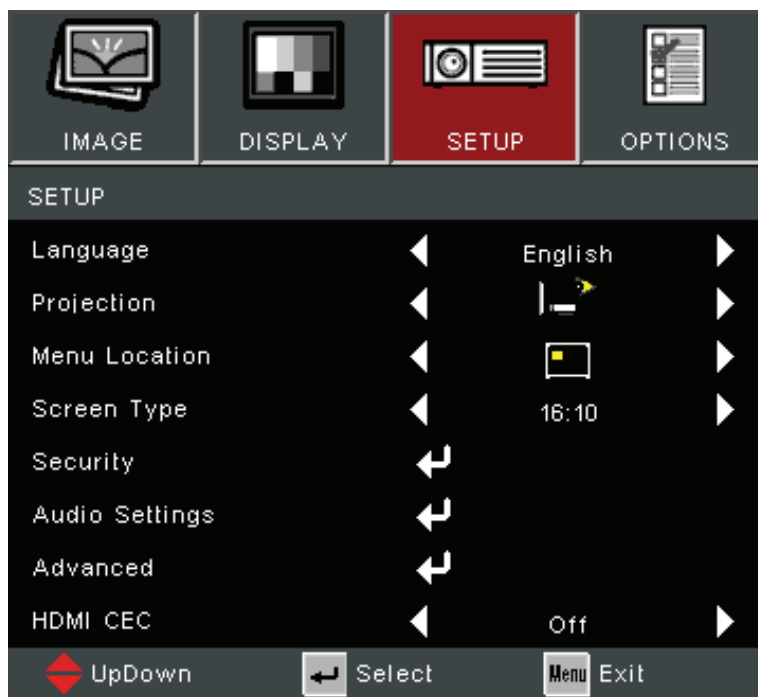 IMAGE DISPLAY SETUP OPTIONS
SETUP
Language English
Projection
Menu Location
Screen Type 16:10
Security
Audio Settings
Advanced
HDMI CEC Off
UpDown Select Menu Exit